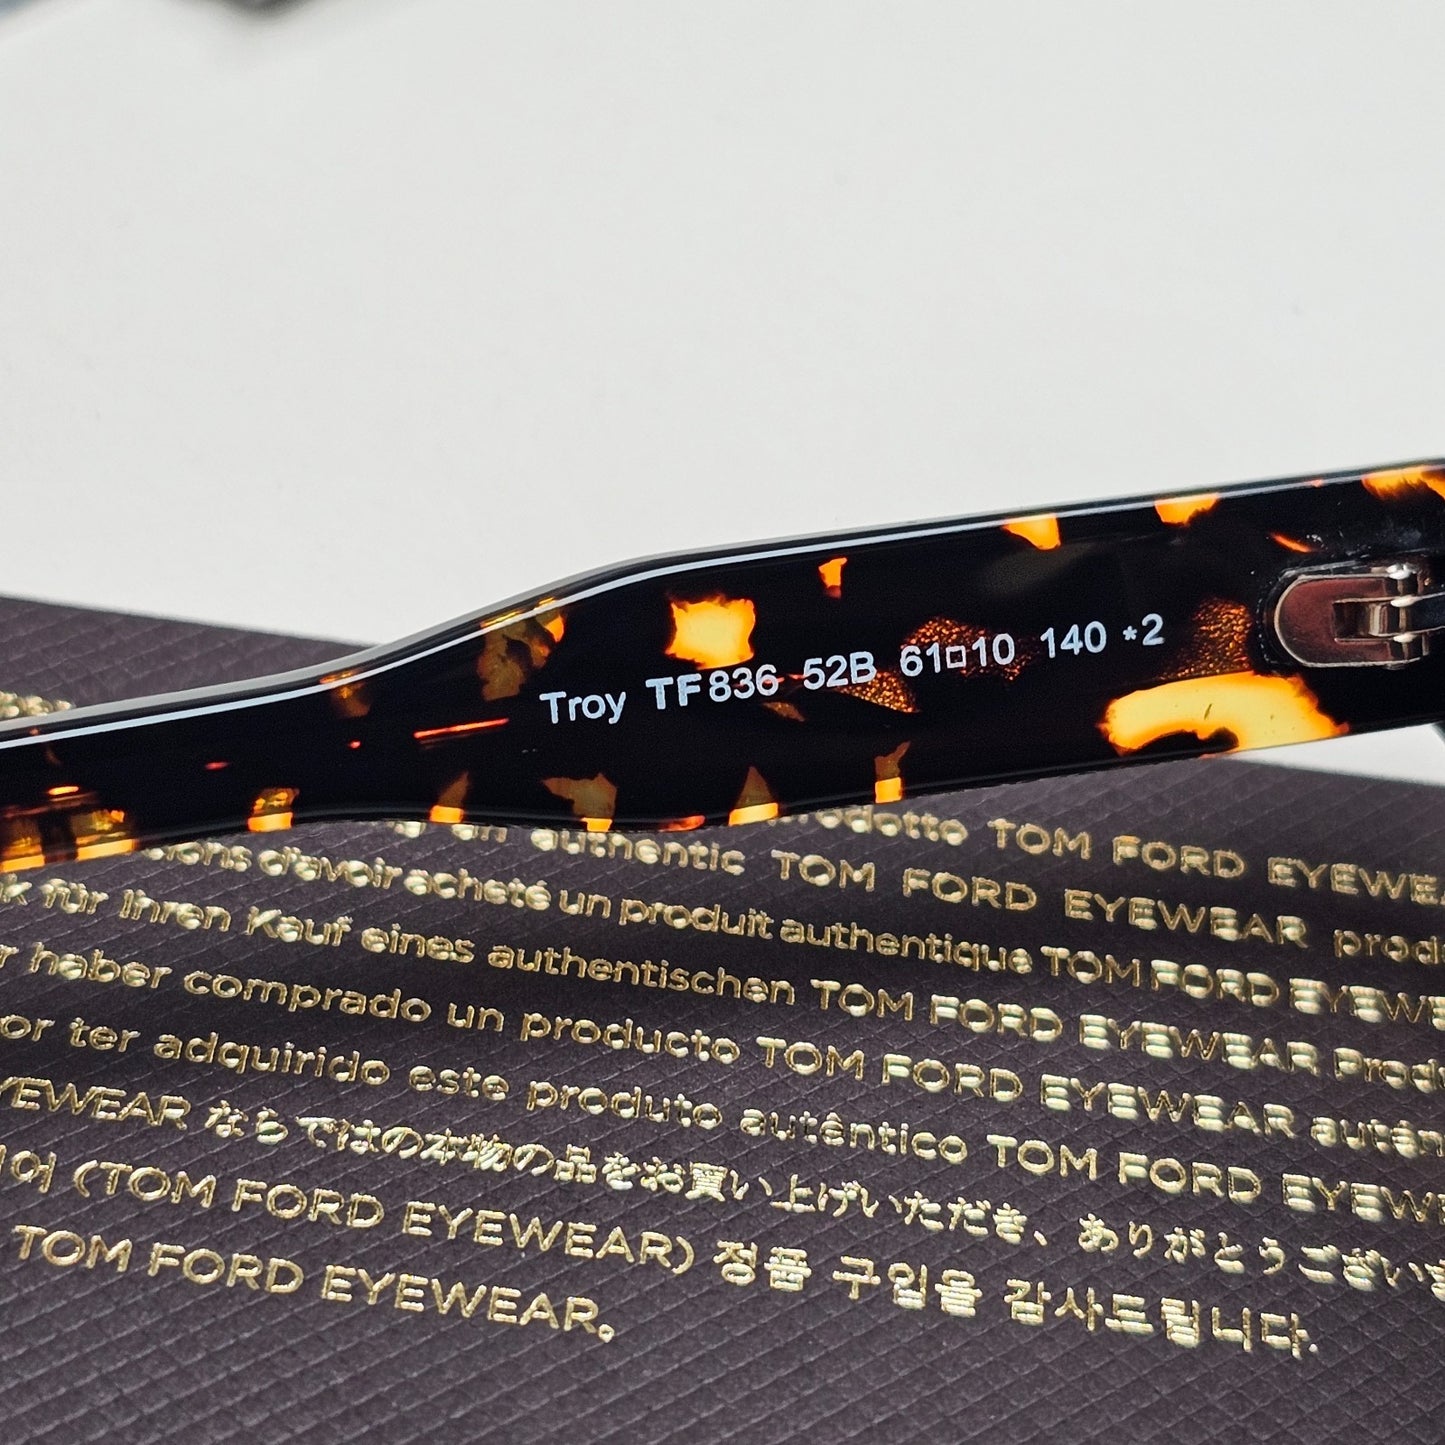 Troy TF836 52B 61□10 140 *2
an authentic TOM FORD EYEWEAR
prodotto TOM FORD EYEWEAR
d'avoir acheté un produit authentique TOM FORD
für Ihren Kauf eines authentischen TOM FORD EYEWEAR
haber comprado un producto TOM FORD EYEWEAR
ter adquirido este produto autêntico TOM FORD
EYEWEAR ならではの本物の品をお買い上げいただき、ありがとうござい
(TOM FORD EYEWEAR) 정품 구입을 감사드립니다.
TOM FORD EYEWEAR。